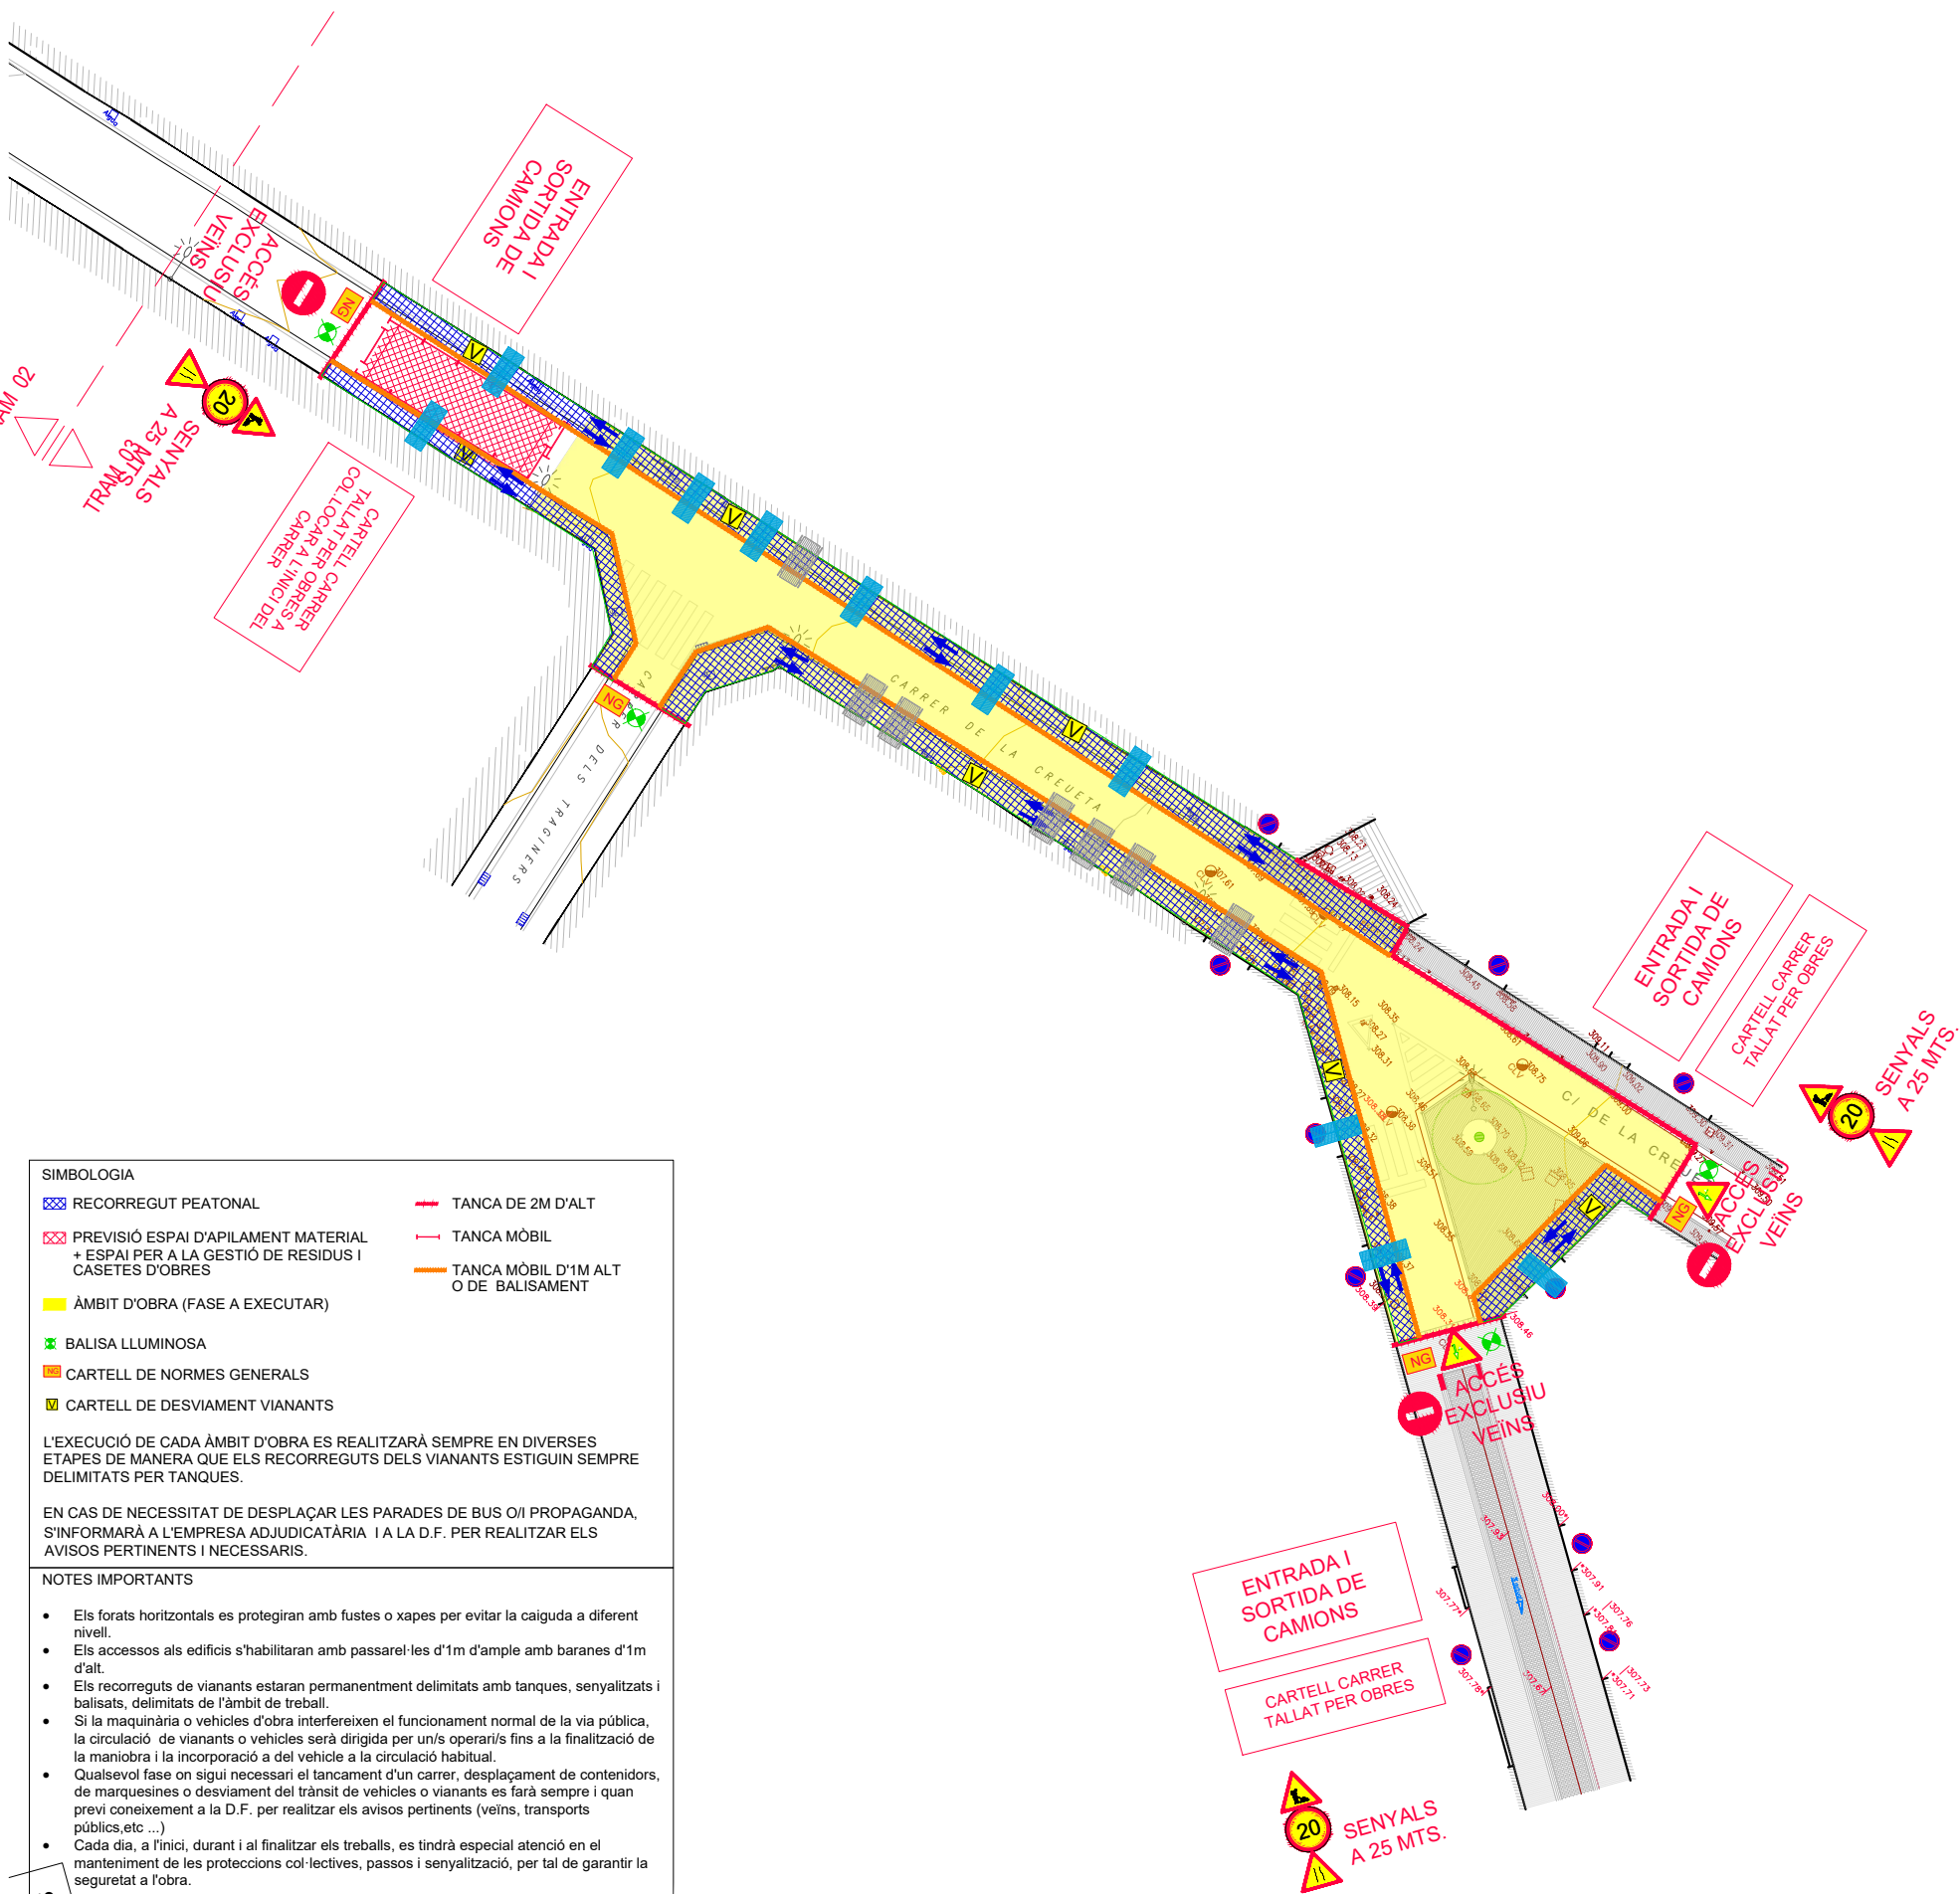 ENTRADA I
SORTIDA DE
CAMIONS
ACCÉS
EXCLUSIU
VEÏNS
NG
V
V
20
SENYALS
A 25 MTS
TRAM 03
CARTELL CARRER
TALLAT PER OBRES A
COL.LOCAR A L'INICI DEL
CARRER
V
NG
DELS TRAGINERS
CARRER DE LA CREUETA
V
V
ENTRADA I
SORTIDA DE
CAMIONS
CARTELL CARRER
TALLAT PER OBRES
20
SENYALS
A 25 MTS.
C/ DE LA CREUE
V
V
NG
ACCÉS
EXCLUSIU
VEÏNS
NG
ACCÉS
EXCLUSIU
VEÏNS
ENTRADA I
SORTIDA DE
CAMIONS
CARTELL CARRER
TALLAT PER OBRES
20
SENYALS
A 25 MTS.
SIMBOLOGIA
RECORREGUT PEATONAL
PREVISIÓ ESPAI D'APILAMENT MATERIAL
+ ESPAI PER A LA GESTIÓ DE RESIDUS I
CASETES D'OBRES
ÀMBIT D'OBRA (FASE A EXECUTAR)
BALISA LLUMINOSA
NG CARTELL DE NORMES GENERALS
V CARTELL DE DESVIAMENT VIANANTS
TANCA DE 2M D'ALT
TANCA MÒBIL
TANCA MÒBIL D'1M ALT
O DE BALISAMENT
L'EXECUCIÓ DE CADA ÀMBIT D'OBRA ES REALITZARÀ SEMPRE EN DIVERSES
ETAPES DE MANERA QUE ELS RECORREGUTS DELS VIANANTS ESTIGUIN SEMPRE
DELIMITATS PER TANQUES.
EN CAS DE NECESSITAT DE DESPLAÇAR LES PARADES DE BUS O/I PROPAGANDA,
S'INFORMARÀ A L'EMPRESA ADJUDICATÀRIA I A LA D.F. PER REALITZAR ELS
AVISOS PERTINENTS I NECESSARIS.
NOTES IMPORTANTS
• Els forats horitzontals es protegiran amb fustes o xapes per evitar la caiguda a diferent
nivell.
• Els accessos als edificis s'habilitaran amb passarel·les d'1m d'ample amb baranes d'1m
d'alt.
• Els recorreguts de vianants estaran permanentment delimitats amb tanques, senyalitzats i
balisats, delimitats de l'àmbit de treball.
• Si la maquinària o vehicles d'obra interfereixen el funcionament normal de la via pública,
la circulació de vianants o vehicles serà dirigida per un/s operari/s fins a la finalització de
la maniobra i la incorporació a del vehicle a la circulació habitual.
• Qualsevol fase on sigui necessari el tancament d'un carrer, desplaçament de contenidors,
de marquesines o desviament del trànsit de vehicles o vianants es farà sempre i quan
previ coneixement a la D.F. per realitzar els avisos pertinents (veïns, transports
públics,etc ...)
• Cada dia, a l'inici, durant i al finalitzar els treballs, es tindrà especial atenció en el
manteniment de les proteccions col·lectives, passos i senyalització, per tal de garantir la
seguretat a l'obra.